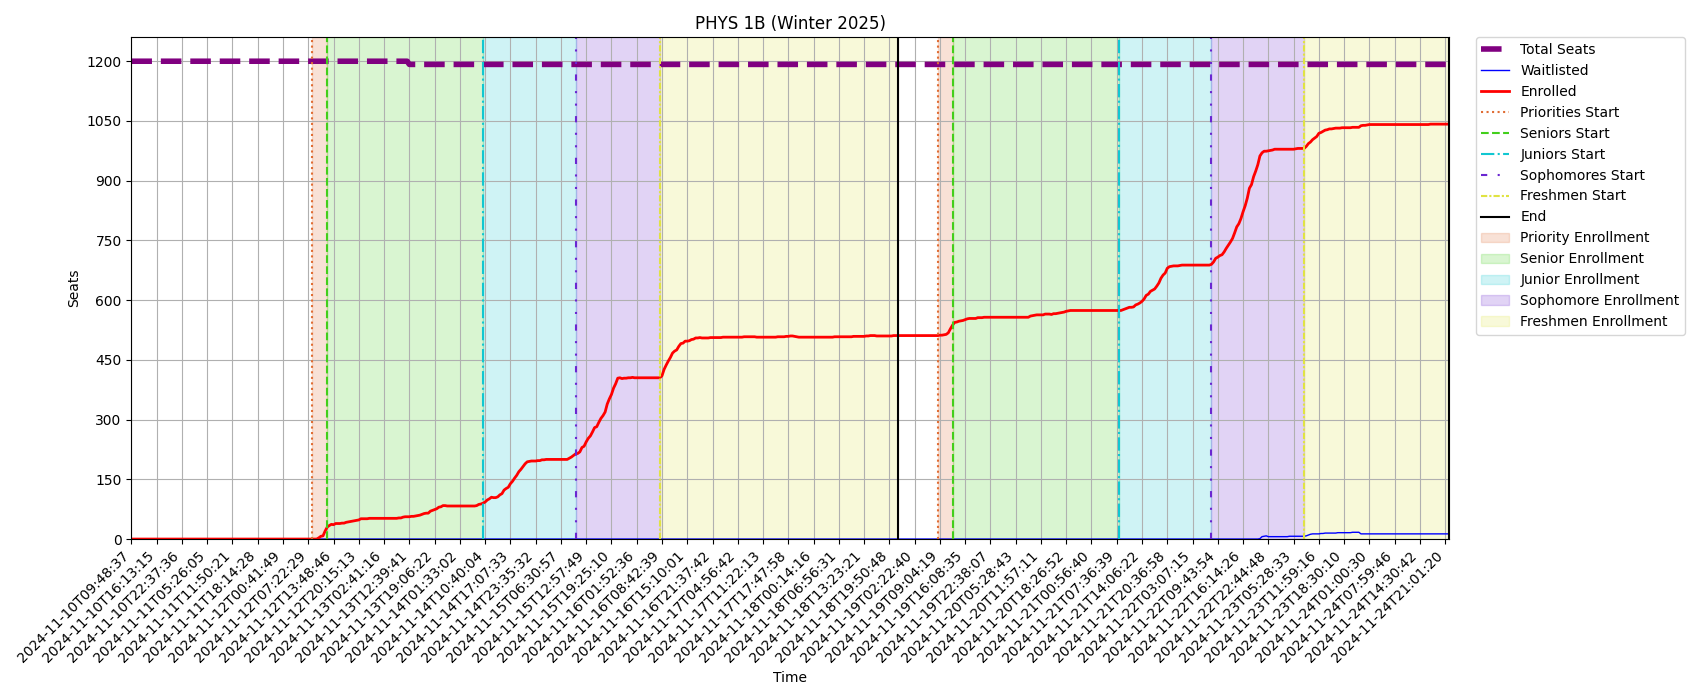 PHYS 1B (Winter 2025)
Seats
1200
1050
900
750
600
450
300
150
0
2024-11-10T09:48:37
2024-11-10T16:13:15
2024-11-10T22:37:36
2024-11-11T05:26:05
2024-11-11T11:50:21
2024-11-11T18:14:28
2024-11-12T00:41:49
2024-11-12T07:22:29
2024-11-12T13:48:46
2024-11-12T20:15:13
2024-11-13T02:41:16
2024-11-13T12:39:41
2024-11-13T19:06:22
2024-11-14T01:33:02
2024-11-14T10:40:04
2024-11-14T17:07:33
2024-11-14T23:35:32
2024-11-15T06:30:57
2024-11-15T12:57:49
2024-11-15T19:25:10
2024-11-16T01:52:36
2024-11-16T08:42:39
2024-11-16T15:10:01
2024-11-16T21:37:42
2024-11-17T04:56:42
2024-11-17T11:22:13
2024-11-17T17:47:58
2024-11-18T00:14:16
2024-11-18T06:56:31
2024-11-18T13:23:21
2024-11-18T19:50:48
2024-11-19T02:22:40
2024-11-19T09:04:19
2024-11-19T16:08:35
2024-11-19T22:38:07
2024-11-20T05:28:43
2024-11-20T11:57:11
2024-11-20T18:26:52
2024-11-21T00:56:40
2024-11-21T07:36:39
2024-11-21T14:06:22
2024-11-21T20:36:58
2024-11-22T03:07:15
2024-11-22T09:43:54
2024-11-22T16:14:26
2024-11-22T22:44:48
2024-11-23T05:28:33
2024-11-23T11:59:16
2024-11-23T18:30:10
2024-11-24T01:00:30
2024-11-24T07:59:46
2024-11-24T14:30:42
2024-11-24T21:01:20
Time
Total Seats
Waitlisted
Enrolled
Priorities Start
Seniors Start
Juniors Start
Sophomores Start
Freshmen Start
End
Priority Enrollment
Senior Enrollment
Junior Enrollment
Sophomore Enrollment
Freshmen Enrollment